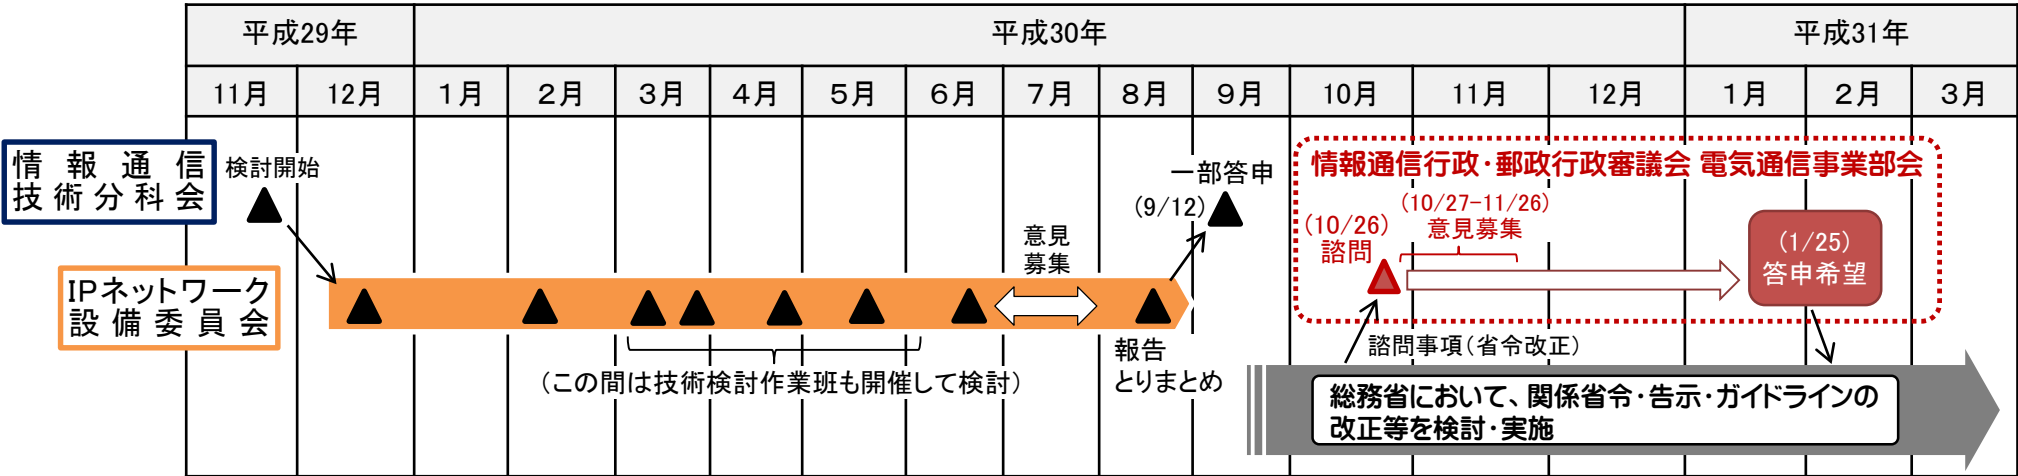 平成29年
平成30年
平成31年
11月
12月
1月
2月
3月
4月
5月
6月
7月
8月
9月
10月
11月
12月
1月
2月
3月
情報通信
技術分科会
検討開始
一部答申
(9/12)
情報通信行政・郵政行政審議会 電気通信事業部会
(10/26)
諮問
(10/27-11/26)
意見募集
(1/25)
答申希望
IPネットワーク
設備委員会
意見
募集
(この間は技術検討作業班も開催して検討)
報告
とりまとめ
諮問事項(省令改正)
総務省において、関係省令・告示・ガイドラインの
改正等を検討・実施